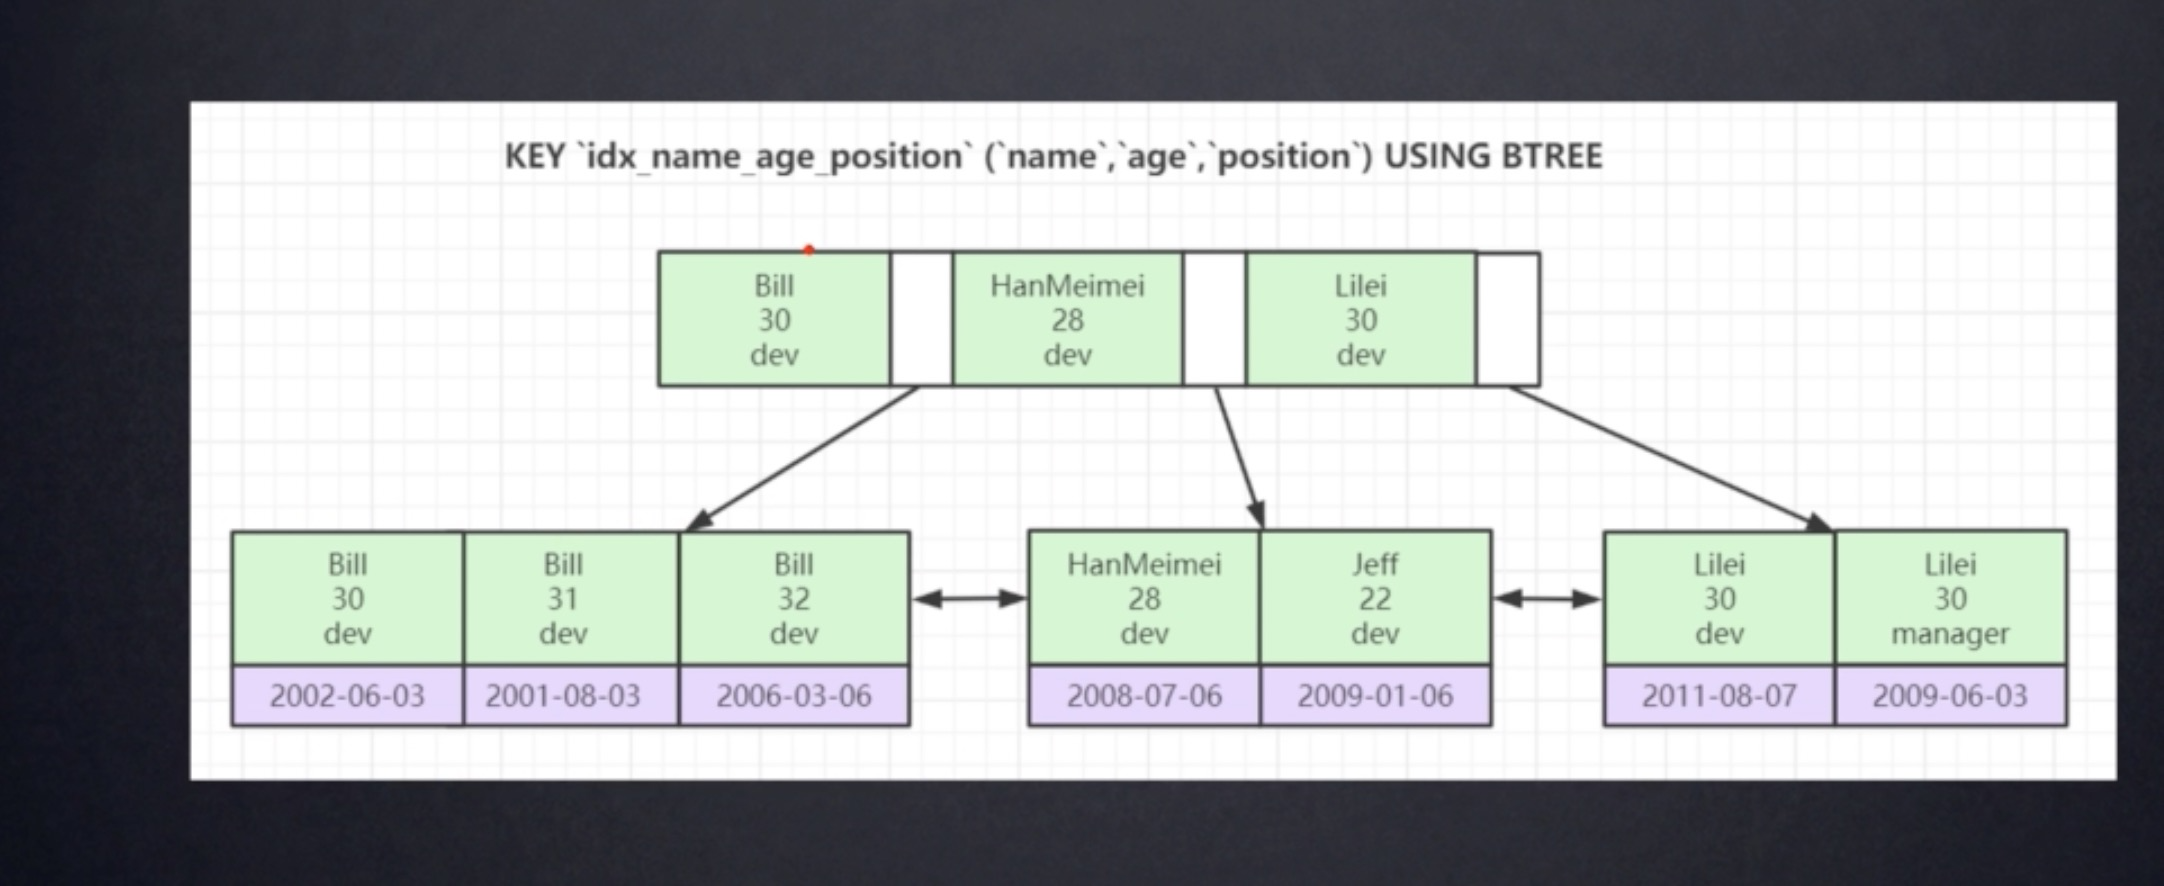 KEY `idx_name_age_position` (`name`,`age`,`position`) USING BTREE
Bill
30
dev
HanMeimei
28
dev
Lilei
30
dev
Bill
30
dev
2002-06-03
Bill
31
dev
2001-08-03
Bill
32
dev
2006-03-06
HanMeimei
28
dev
2008-07-06
Jeff
22
dev
2009-01-06
Lilei
30
dev
2011-08-07
Lilei
30
manager
2009-06-03